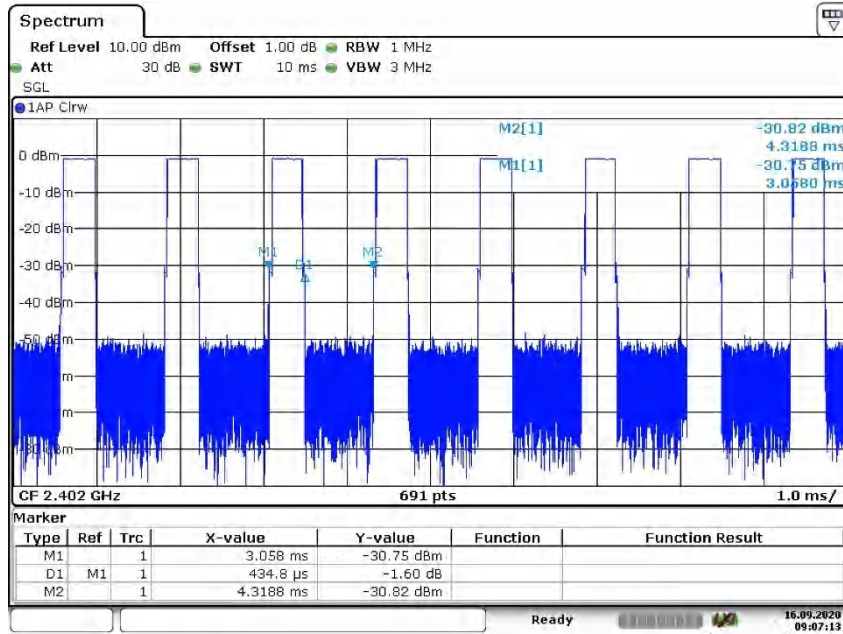 Spectrum
Ref Level 10.00 dBm Offset 1.00 dB RBW 1 MHz
Att 30 dB SWT 10 ms VBW 3 MHz
SGL
1AP Clrw
M2[1] -30.82 dBm
4.3188 ms
M1[1] -30.75 dBm
3.0580 ms
0 dBm
-10 dBm
-20 dBm
-30 dBm
M1 D1 M2
-40 dBm
-50 dBm
m
m
-80 dBm
CF 2.402 GHz 691 pts 1.0 ms/
Marker
Type Ref Trc X-value Y-value Function Function Result
M1 1 3.058 ms -30.75 dBm
D1 M1 1 434.8 µs -1.60 dB
M2 1 4.3188 ms -30.82 dBm
Ready 16.09.2020
09:07:13